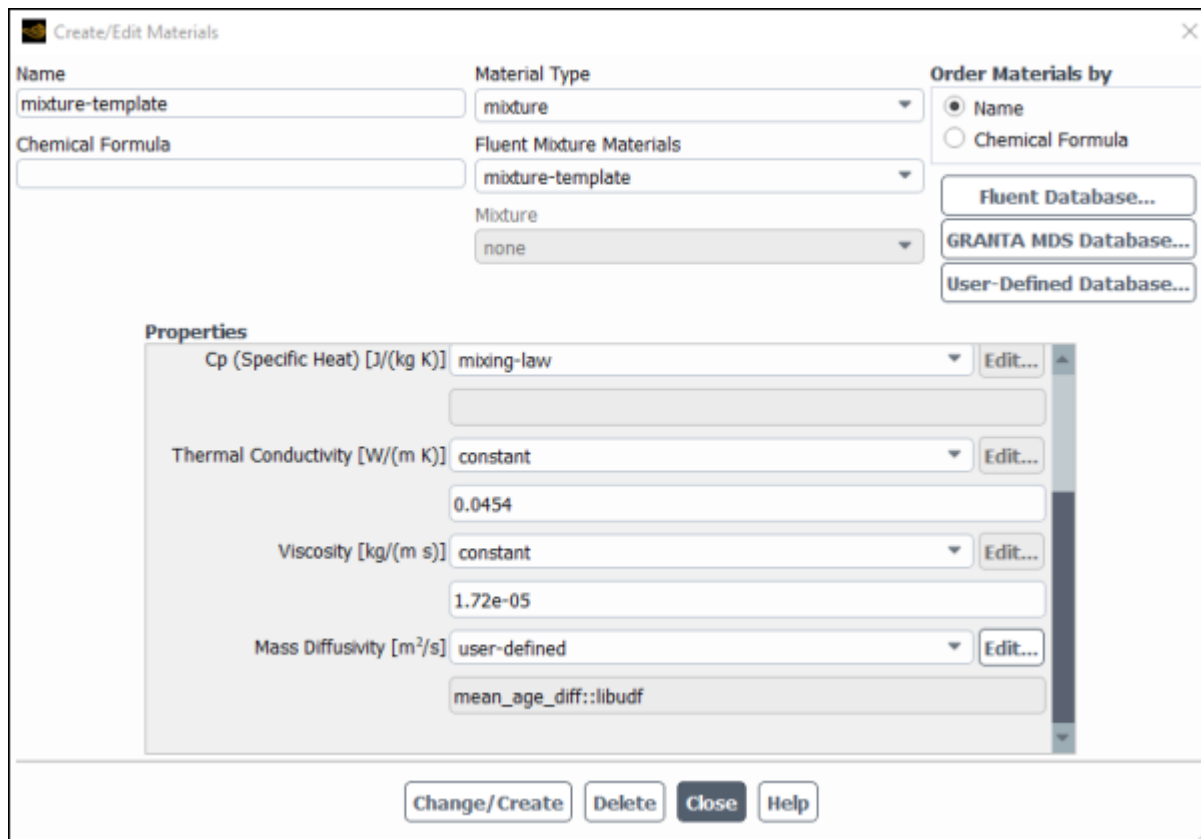 Create/Edit Materials
Name
mixture-template
Chemical Formula
Material Type
mixture
Fluent Mixture Materials
mixture-template
Mixture
none
Order Materials by
Name
Chemical Formula
Fluent Database...
GRANTA MDS Database...
User-Defined Database...
Properties
Cp (Specific Heat) [J/(kg K)] mixing-law Edit...
Thermal Conductivity [W/(m K)] constant Edit...
0.0454
Viscosity [kg/(m s)] constant Edit...
1.72e-05
Mass Diffusivity [m²/s] user-defined Edit...
mean_age_diff::libudf
Change/Create Delete Close Help